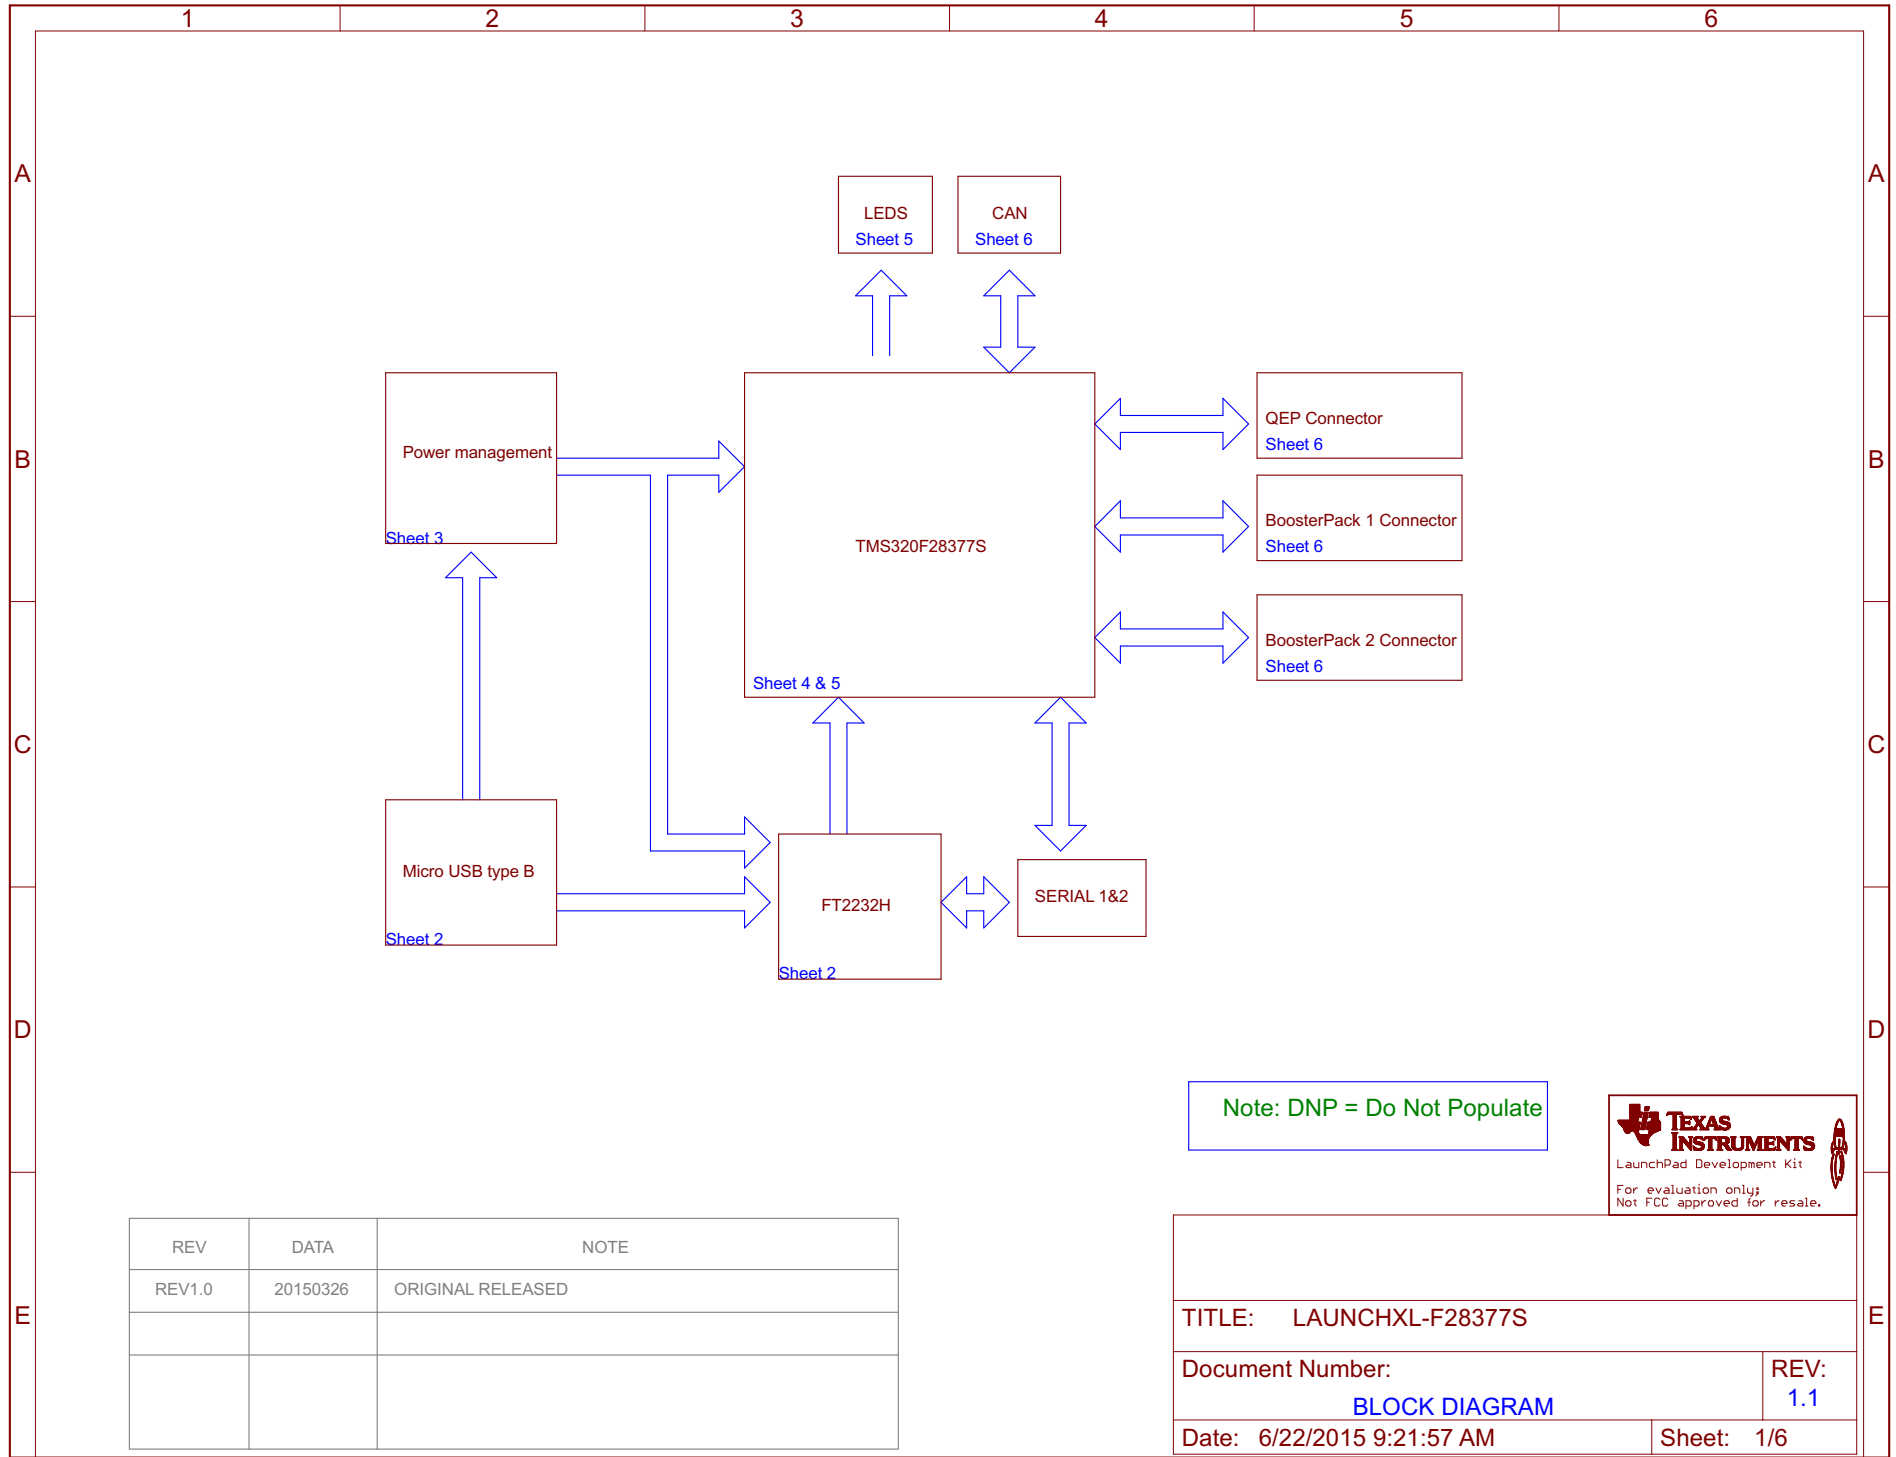 1 2 3 4 5 6
A A
LEDS
Sheet 5
CAN
Sheet 6
B B
Power management
Sheet 3
TMS320F28377S
Sheet 4 & 5
QEP Connector
Sheet 6
BoosterPack 1 Connector
Sheet 6
BoosterPack 2 Connector
Sheet 6
C C
Micro USB type B
Sheet 2
FT2232H
Sheet 2
SERIAL 1&2
D D
Note: DNP = Do Not Populate
TEXAS
INSTRUMENTS
LaunchPad Development Kit
For evaluation only;
Not FCC approved for resale.
REV DATA NOTE
REV1.0 20150326 ORIGINAL RELEASED
E E
TITLE: LAUNCHXL-F28377S
Document Number:
BLOCK DIAGRAM
REV:
1.1
Date: 6/22/2015 9:21:57 AM
Sheet: 1/6